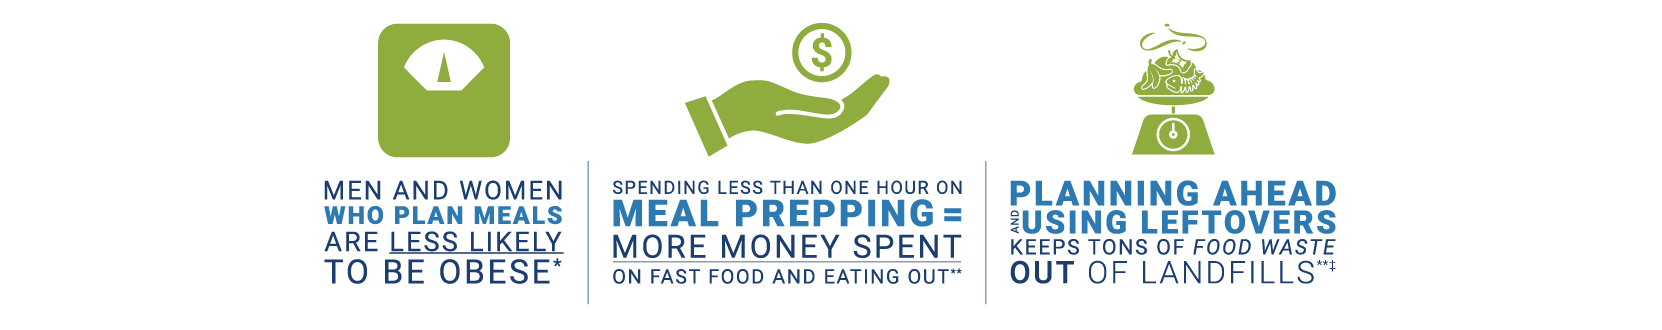 $
MEN AND WOMEN
WHO PLAN MEALS
ARE LESS LIKELY
TO BE OBESE*
SPENDING LESS THAN ONE HOUR ON
MEAL PREPPING =
MORE MONEY SPENT
ON FAST FOOD AND EATING OUT**
PLANNING AHEAD
AND USING LEFTOVERS
KEEPS TONS OF FOOD WASTE
OUT OF LANDFILLS**‡